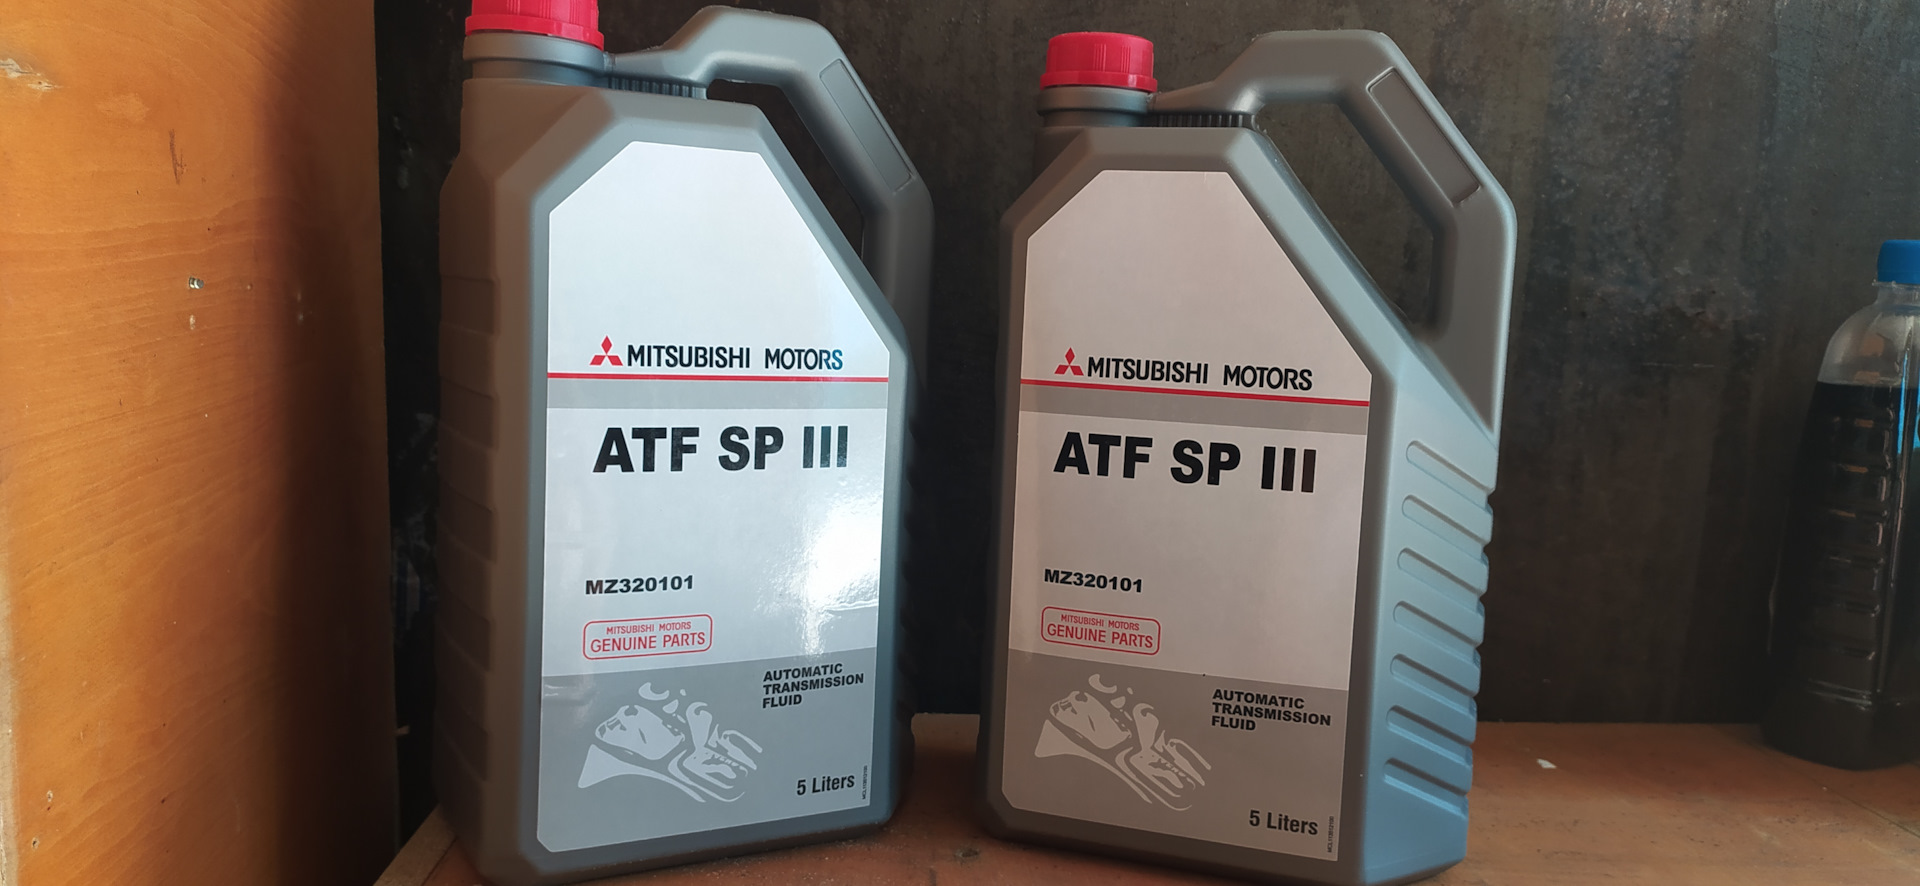 MITSUBISHI MOTORS
ATF SP III
MZ320101
MITSUBISHI MOTORS
GENUINE PARTS
AUTOMATIC
TRANSMISSION
FLUID
5 Liters
MITSUBISHI MOTORS
ATF SP III
MZ320101
MITSUBISHI MOTORS
GENUINE PARTS
AUTOMATIC
TRANSMISSION
FLUID
5 Liters